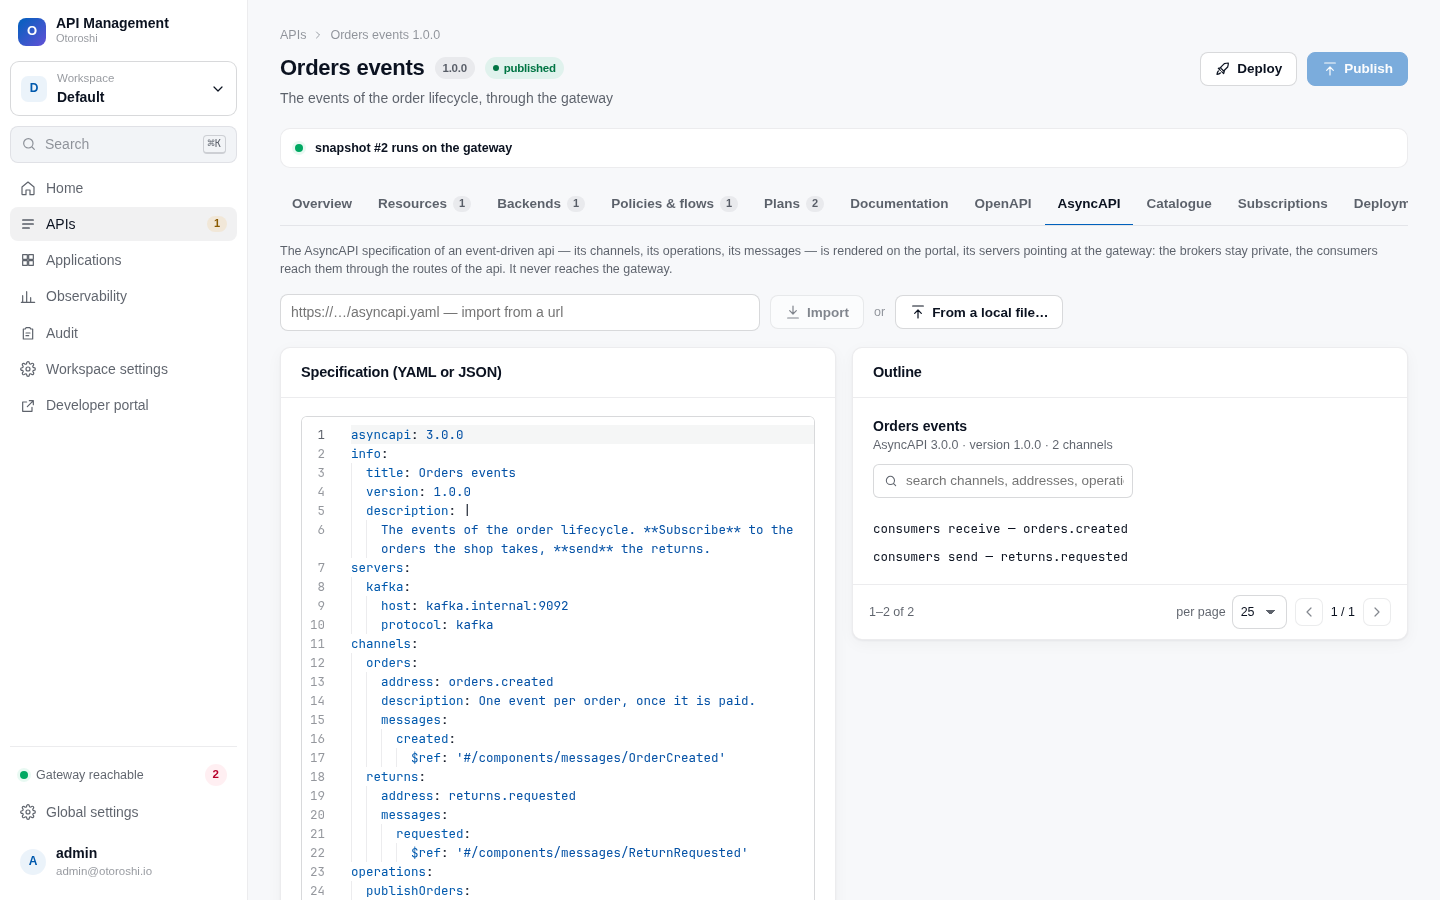 O
API Management
Otoroshi
D
Workspace
Default
Search
⌘K
Home
APIs
1
Applications
Observability
Audit
Workspace settings
Developer portal
Gateway reachable
2
Global settings
A
admin
admin@otoroshi.io
APIs > Orders events 1.0.0
Orders events
1.0.0
published
Deploy
Publish
The events of the order lifecycle, through the gateway
snapshot #2 runs on the gateway
Overview
Resources 1
Backends 1
Policies & flows 1
Plans 2
Documentation
OpenAPI
AsyncAPI
Catalogue
Subscriptions
Deploym
The AsyncAPI specification of an event-driven api — its channels, its operations, its messages — is rendered on the portal, its servers pointing at the gateway: the brokers stay private, the consumers
reach them through the routes of the api. It never reaches the gateway.
https://…/asyncapi.yaml — import from a url
Import
or
From a local file…
Specification (YAML or JSON)
1 asyncapi: 3.0.0
2 info:
3 title: Orders events
4 version: 1.0.0
5 description: |
6 The events of the order lifecycle. **Subscribe** to the
orders the shop takes, **send** the returns.
7 servers:
8 kafka:
9 host: kafka.internal:9092
10 protocol: kafka
11 channels:
12 orders:
13 address: orders.created
14 description: One event per order, once it is paid.
15 messages:
16 created:
17 $ref: '#/components/messages/OrderCreated'
18 returns:
19 address: returns.requested
20 messages:
21 requested:
22 $ref: '#/components/messages/ReturnRequested'
23 operations:
24 publishOrders:
Outline
Orders events
AsyncAPI 3.0.0 · version 1.0.0 · 2 channels
search channels, addresses, operati
consumers receive — orders.created
consumers send — returns.requested
1–2 of 2
per page
25
1 / 1